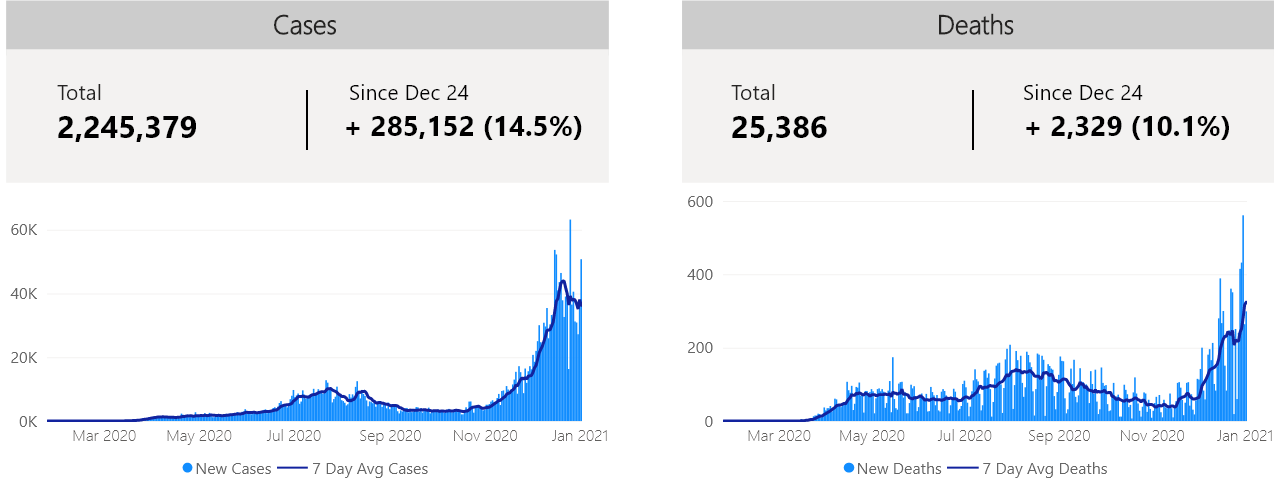 Cases
Total
Since Dec 24
2,245,379
+ 285,152 (14.5%)
60K
40K
20K
0K
Mar 2020 May 2020 Jul 2020 Sep 2020 Nov 2020 Jan 2021
New Cases 7 Day Avg Cases
Deaths
Total
Since Dec 24
25,386
+ 2,329 (10.1%)
600
400
200
0
Mar 2020 May 2020 Jul 2020 Sep 2020 Nov 2020 Jan 2021
New Deaths 7 Day Avg Deaths